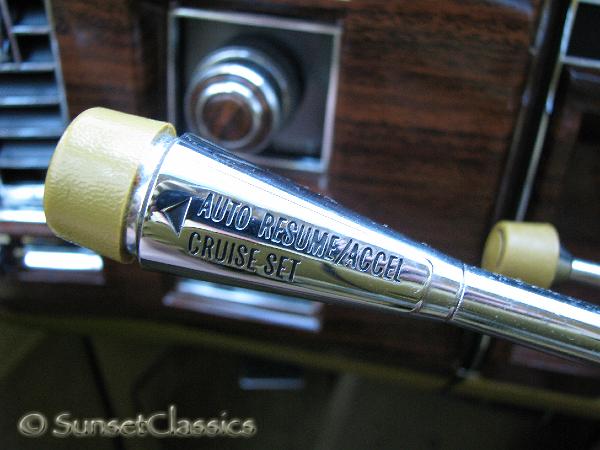 AUTO RESUME/ACCEL
CRUISE SET
© SunsetClassics